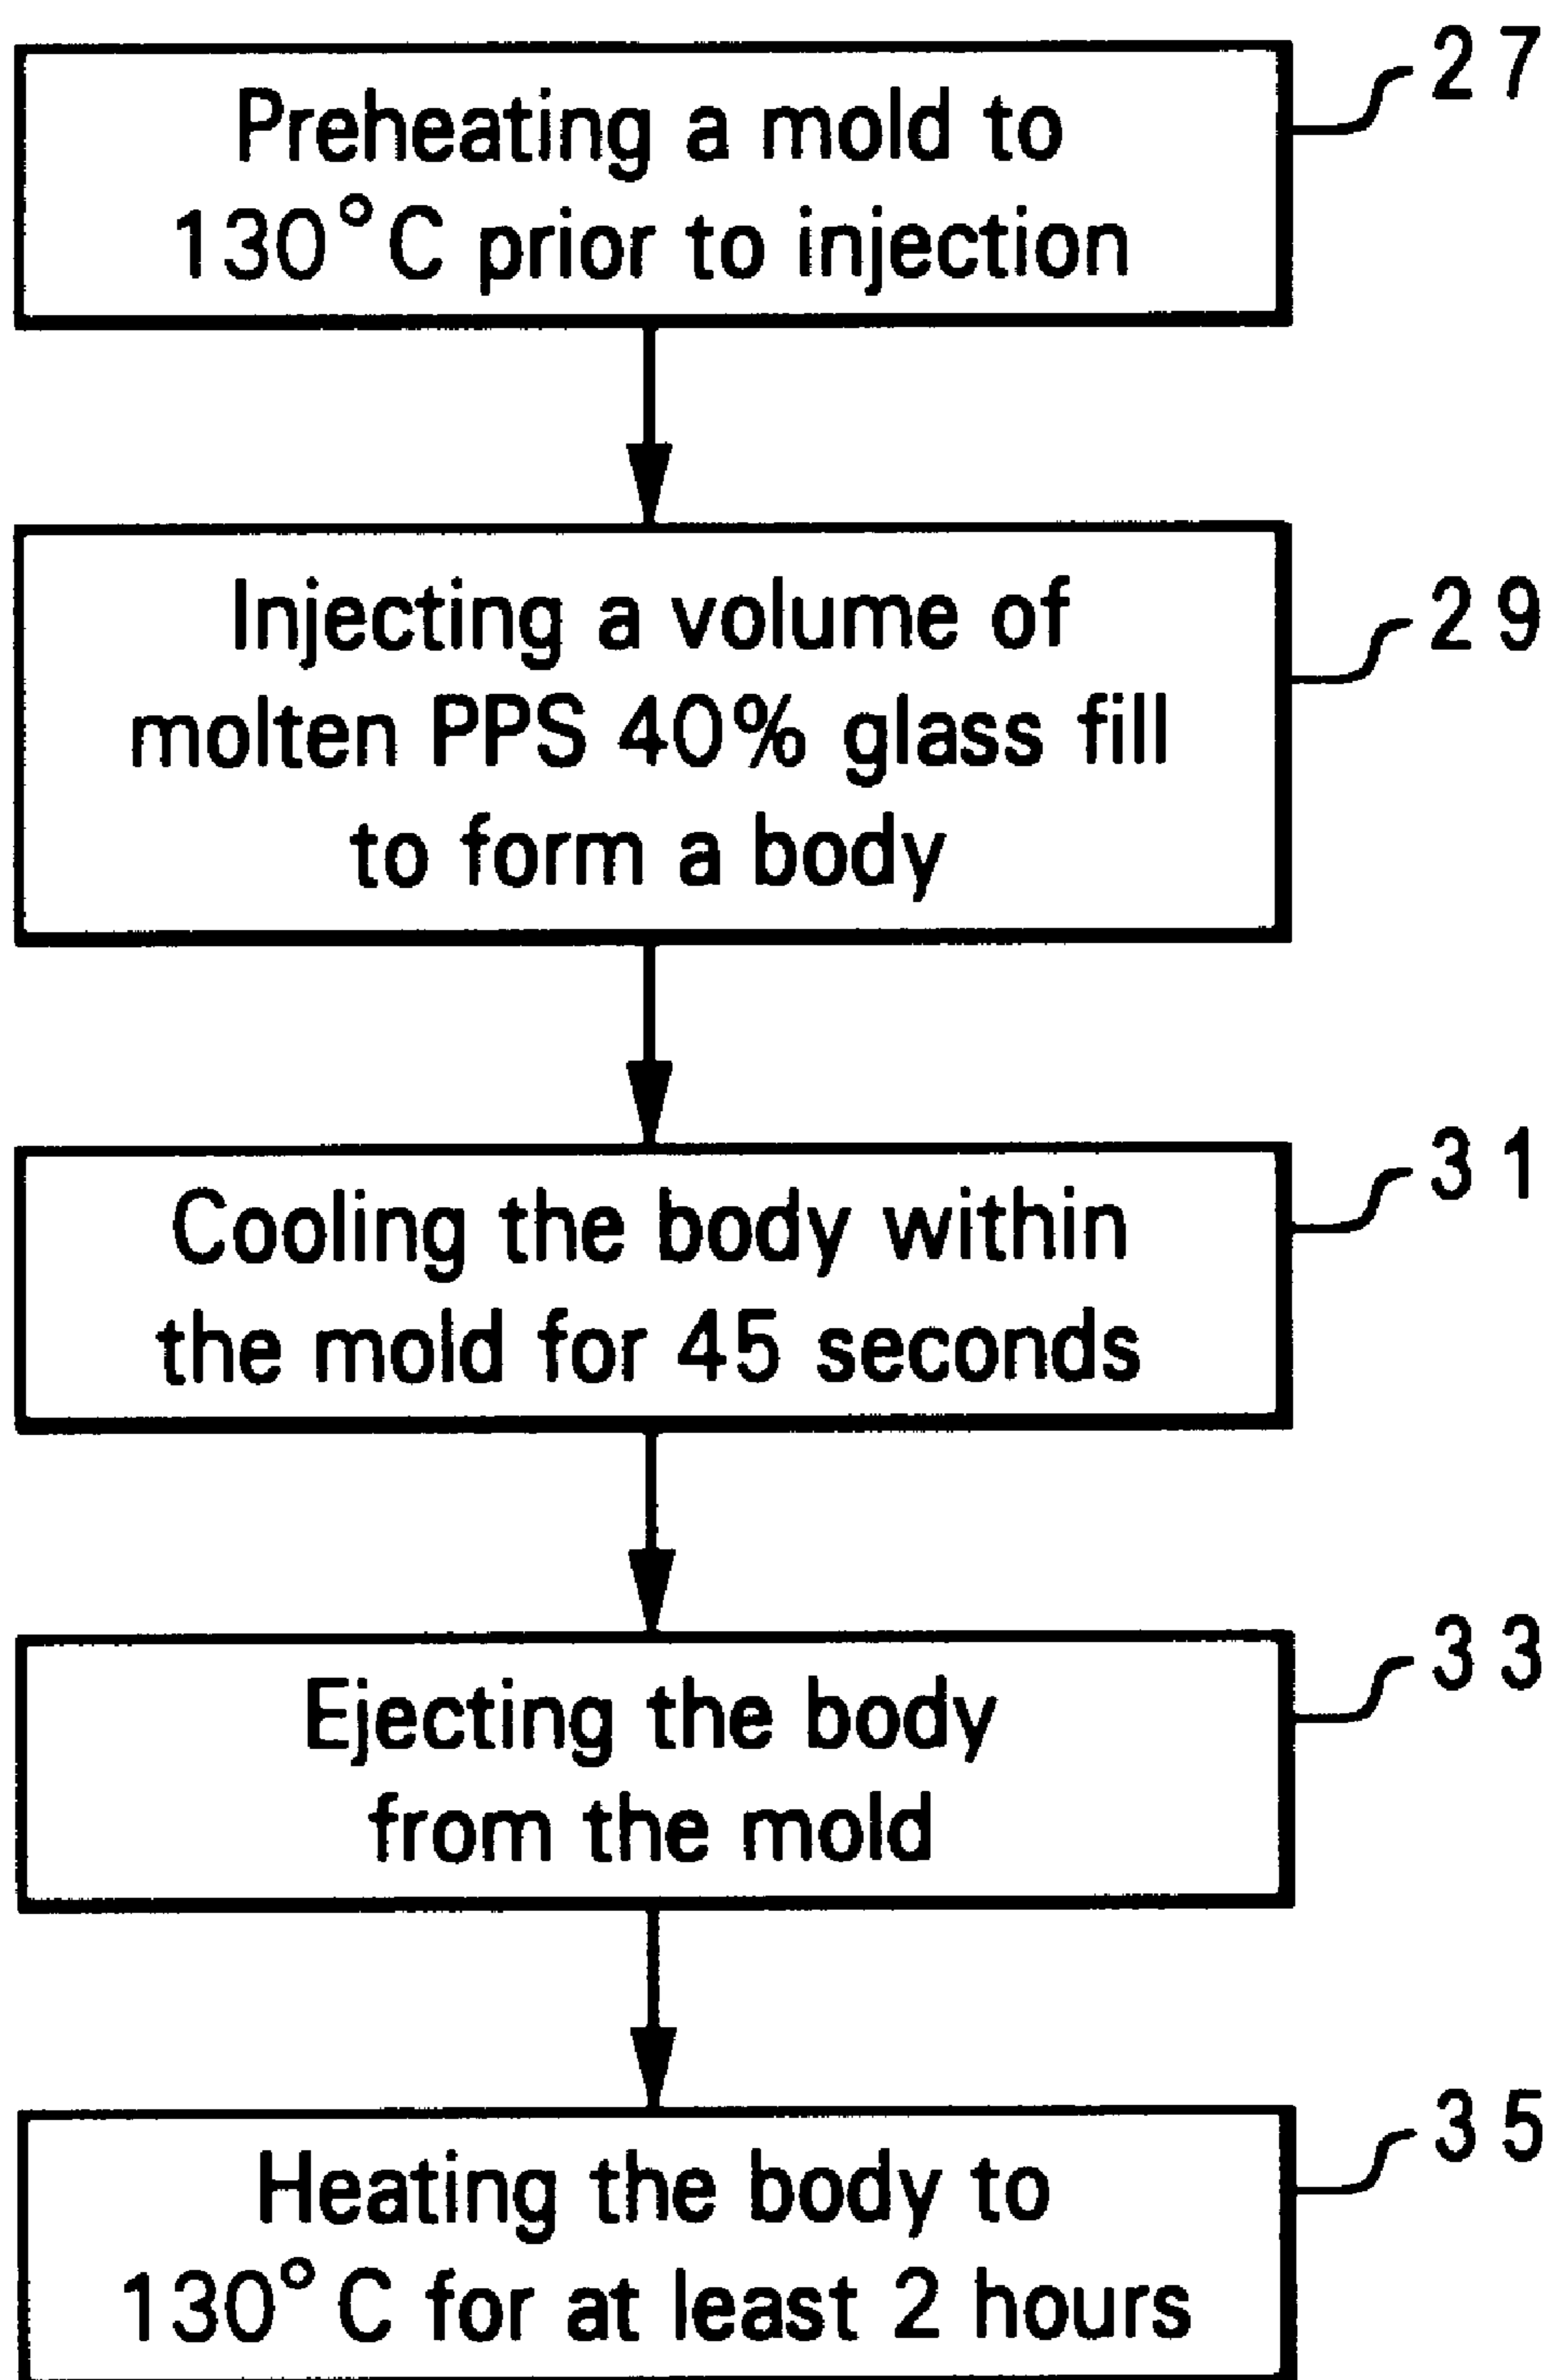 Preheating a mold to
130°C prior to injection
27
Injecting a volume of
molten PPS 40% glass fill
to form a body
29
Cooling the body within
the mold for 45 seconds
31
Ejecting the body
from the mold
33
Heating the body to
130°C for at least 2 hours
35